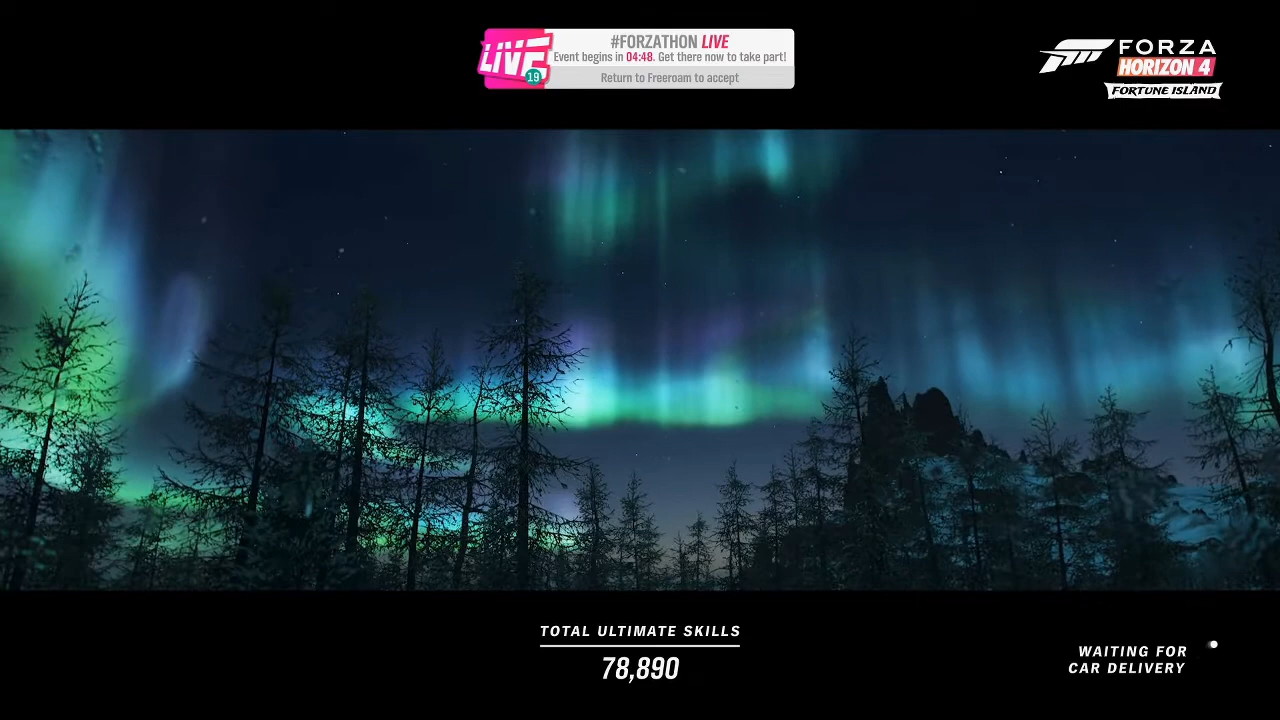 #FORZATHON LIVE
Event begins in 04:48. Get there now to take part!
Return to Freeroam to accept
LIVE
19
FORZA
HORIZON 4
FORTUNE ISLAND
TOTAL ULTIMATE SKILLS
78,890
WAITING FOR
CAR DELIVERY